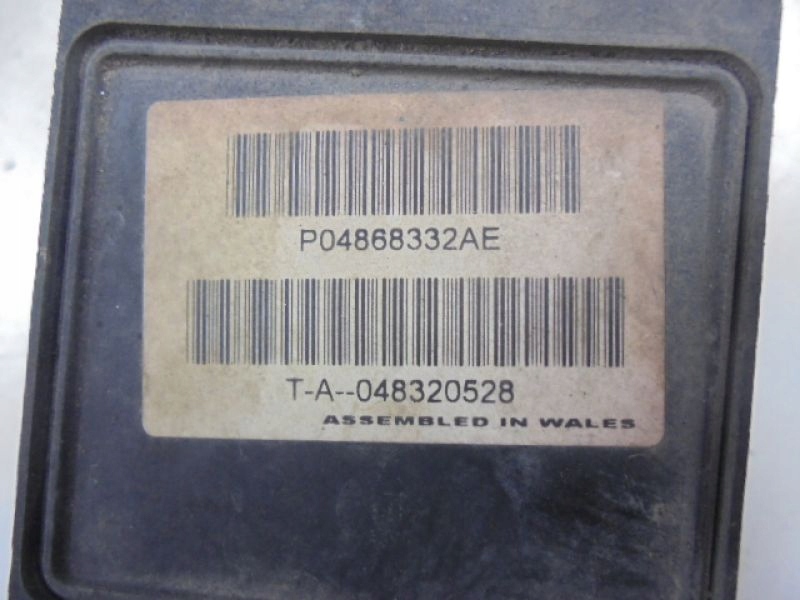 P04868332AE
T-A--048320528
ASSEMBLED IN WALES